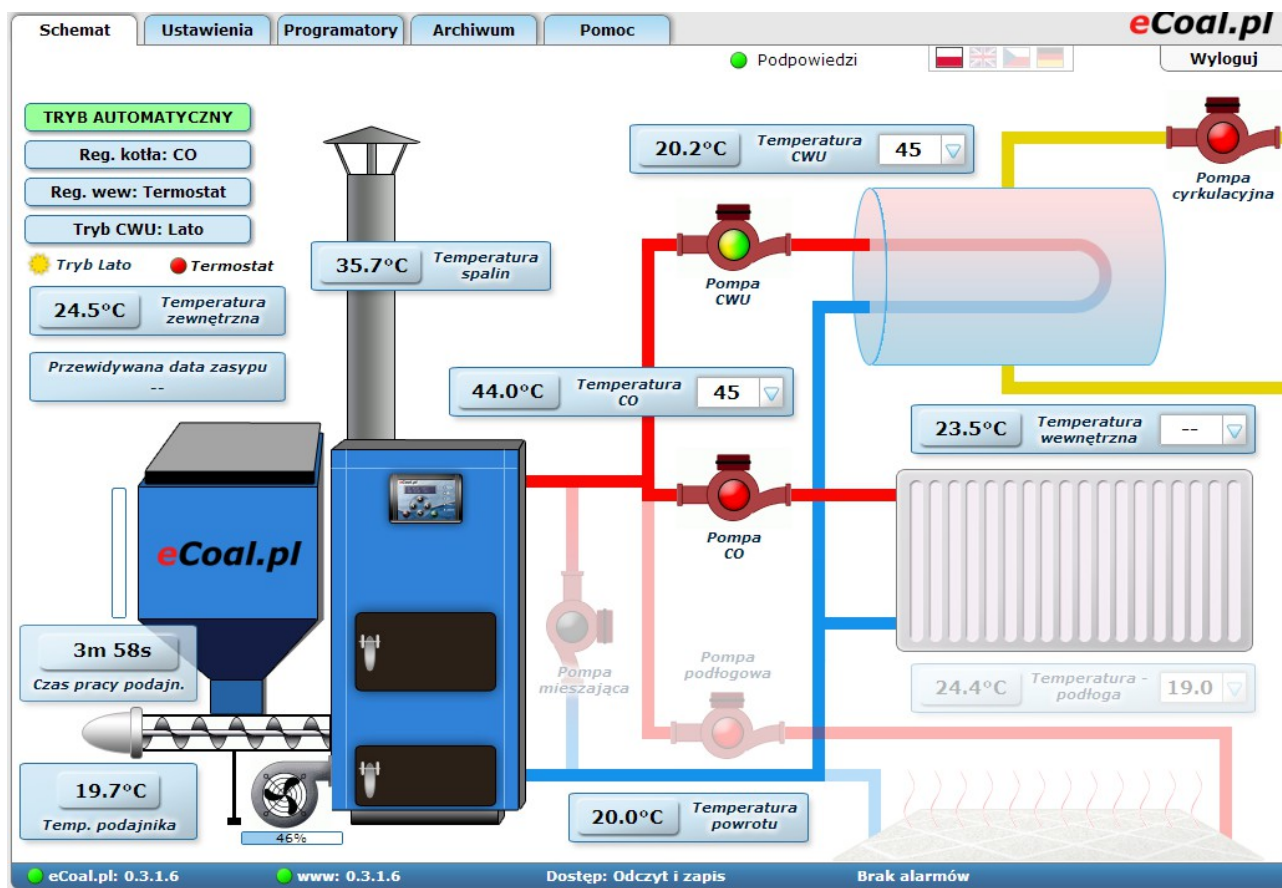 Schemat
Ustawienia
Programatory
Archiwum
Pomoc
eCoal.pl
Podpowiedzi
Wyloguj
TRYB AUTOMATYCZNY
Reg. kotła: CO
Reg. wew: Termostat
Tryb CWU: Lato
Tryb Lato
Termostat
24.5°C
Temperatura
zewnętrzna
Przewidywana data zasypu
--
35.7°C
Temperatura
spalin
20.2°C
Temperatura
CWU
45
Pompa
cyrkulacyjna
Pompa
CWU
44.0°C
Temperatura
CO
45
23.5°C
Temperatura
wewnętrzna
--
Pompa
CO
eCoal.pl
3m 58s
Czas pracy podajn.
Pompa
mieszająca
Pompa
podłogowa
24.4°C
Temperatura -
podłoga
19.0
19.7°C
Temp. podajnika
46%
20.0°C
Temperatura
powrotu
eCoal.pl: 0.3.1.6
www: 0.3.1.6
Dostęp: Odczyt i zapis
Brak alarmów